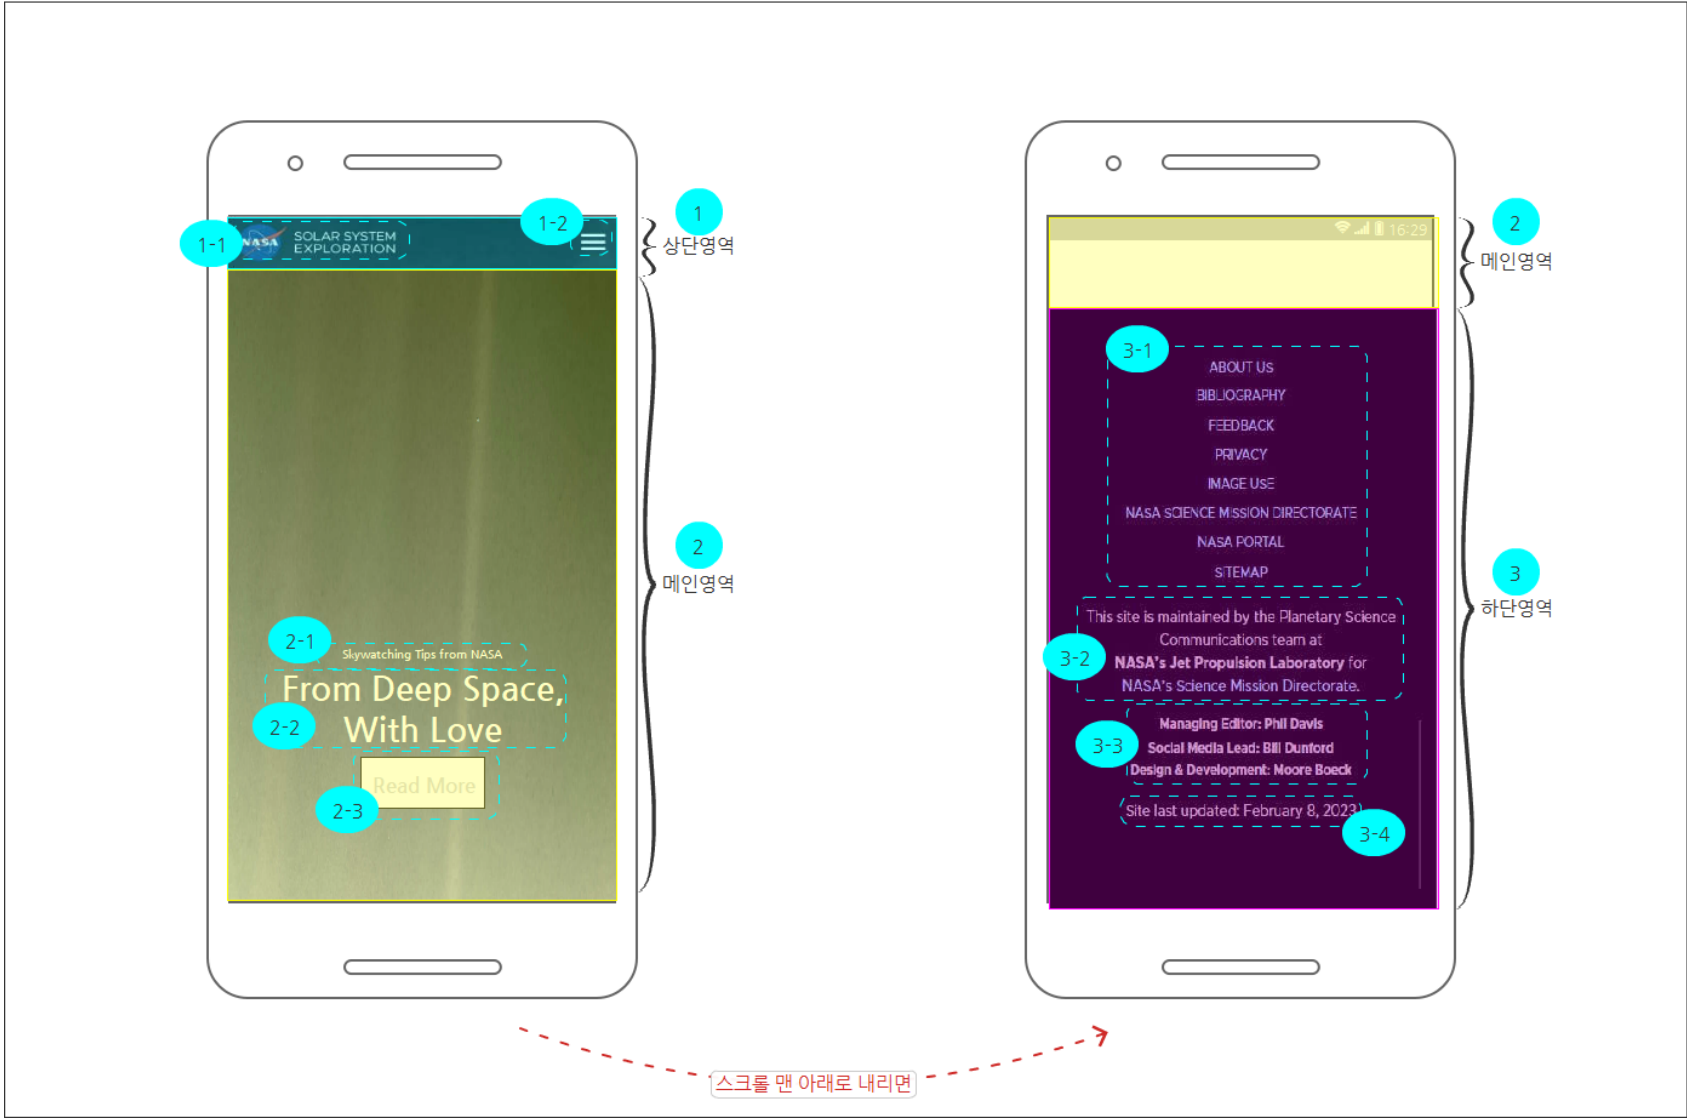 1
상단영역
1-1
NASA
SOLAR SYSTEM
EXPLORATION
1-2
2
메인영역
2-1
Skywatching Tips from NASA
2-2
From Deep Space,
With Love
2-3
Read More
16:29
2
메인영역
3
하단영역
3-1
ABOUT US
BIBLIOGRAPHY
FEEDBACK
PRIVACY
IMAGE USE
NASA SCIENCE MISSION DIRECTORATE
NASA PORTAL
SITEMAP
3-2
This site is maintained by the Planetary Science
Communications team at
NASA's Jet Propulsion Laboratory for
NASA's Science Mission Directorate.
3-3
Managing Editor: Phil Davis
Social Media Lead: Bill Dunford
Design & Development: Moore Boeck
Site last updated: February 8, 2023
3-4
스크롤 맨 아래로 내리면